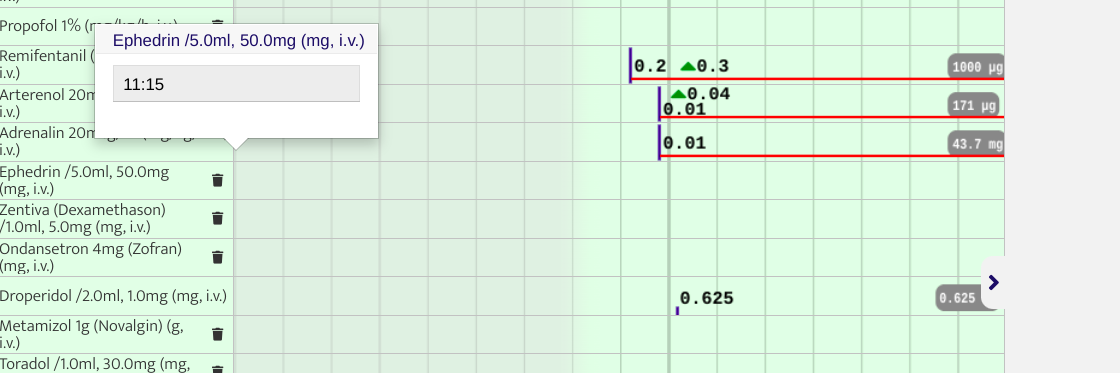 Propofol 1% (mg/kg/h, i.v.)
Ephedrin /5.0ml, 50.0mg (mg, i.v.)
11:15
Remifentanil (
i.v.)
0.2
0.3
1000 µg
Arterenol 20m
i.v.)
0.04
0.01
171 µg
Adrenalin 20m
i.v.)
0.01
43.7 mg
Ephedrin /5.0ml, 50.0mg
(mg, i.v.)
Zentiva (Dexamethason)
/1.0ml, 5.0mg (mg, i.v.)
Ondansetron 4mg (Zofran)
(mg, i.v.)
Droperidol /2.0ml, 1.0mg (mg, i.v.)
0.625
0.625
Metamizol 1g (Novalgin) (g,
i.v.)
Toradol /1.0ml, 30.0mg (mg,